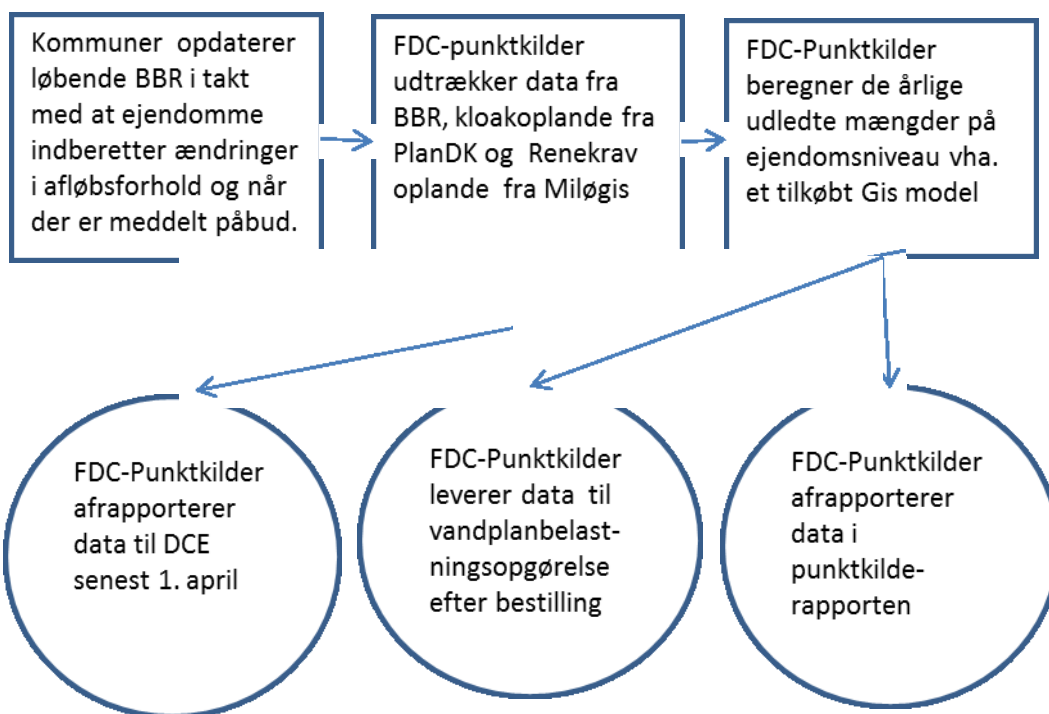 Kommuner opdaterer
løbende BBR i takt
med at ejendomme
indberetter ændringer
i afløbsforhold og når
der er meddelt påbud.
FDC-punktkilder
udtrækker data fra
BBR, kloakoplande fra
PlanDK og Renekrav
oplande fra Miløgis
FDC-Punktkilder
beregner de årlige
udledte mængder på
ejendomsniveau vha.
et tilkøbt Gis model
FDC-Punktkilder
afrapporterer
data til DCE
senest 1. april
FDC-Punktkilder
leverer data til
vandplanbelast-
ningsopgørelse
efter bestilling
FDC-Punktkilder
afrapporterer
data i
punktkilde-
rapporten